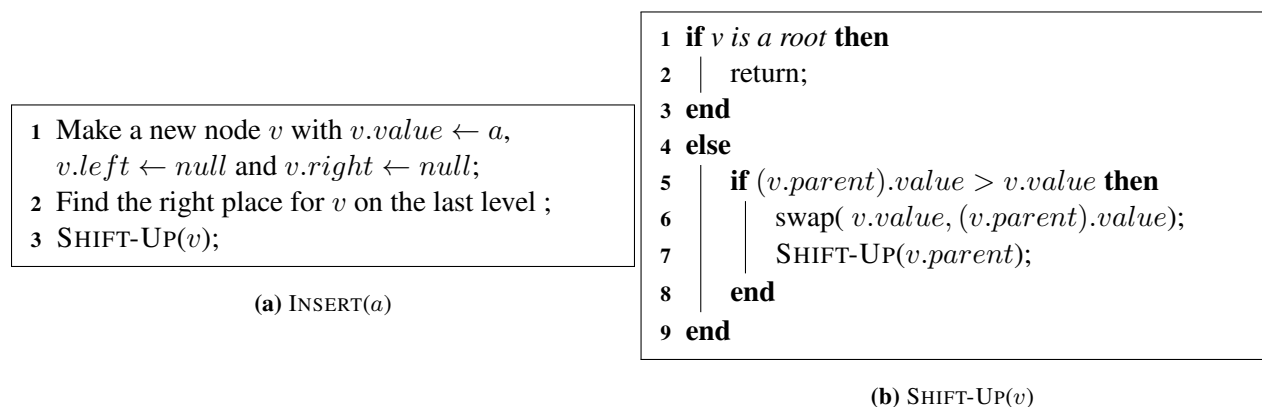 1 Make a new node v with v.value ← a,
v.left ← null and v.right ← null;
2 Find the right place for v on the last level ;
3 SHIFT-UP(v);
(a) INSERT(a)
1 if v is a root then
2 return;
3 end
4 else
5 if (v.parent).value > v.value then
6 swap( v.value, (v.parent).value);
7 SHIFT-UP(v.parent);
8 end
9 end
(b) SHIFT-UP(v)